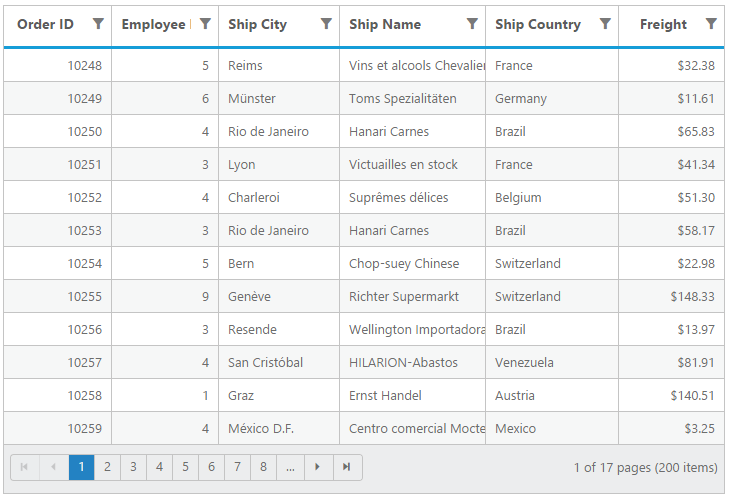 Order ID Employee Ship City Ship Name Ship Country Freight
10248 5 Reims Vins et alcools Chevalier France $32.38
10249 6 Münster Toms Spezialitäten Germany $11.61
10250 4 Rio de Janeiro Hanari Carnes Brazil $65.83
10251 3 Lyon Victuailles en stock France $41.34
10252 4 Charleroi Suprêmes délices Belgium $51.30
10253 3 Rio de Janeiro Hanari Carnes Brazil $58.17
10254 5 Bern Chop-suey Chinese Switzerland $22.98
10255 9 Genève Richter Supermarkt Switzerland $148.33
10256 3 Resende Wellington Importadora Brazil $13.97
10257 4 San Cristóbal HILARION-Abastos Venezuela $81.91
10258 1 Graz Ernst Handel Austria $140.51
10259 4 México D.F. Centro comercial Mocte Mexico $3.25
1 2 3 4 5 6 7 8 ... 1 of 17 pages (200 items)